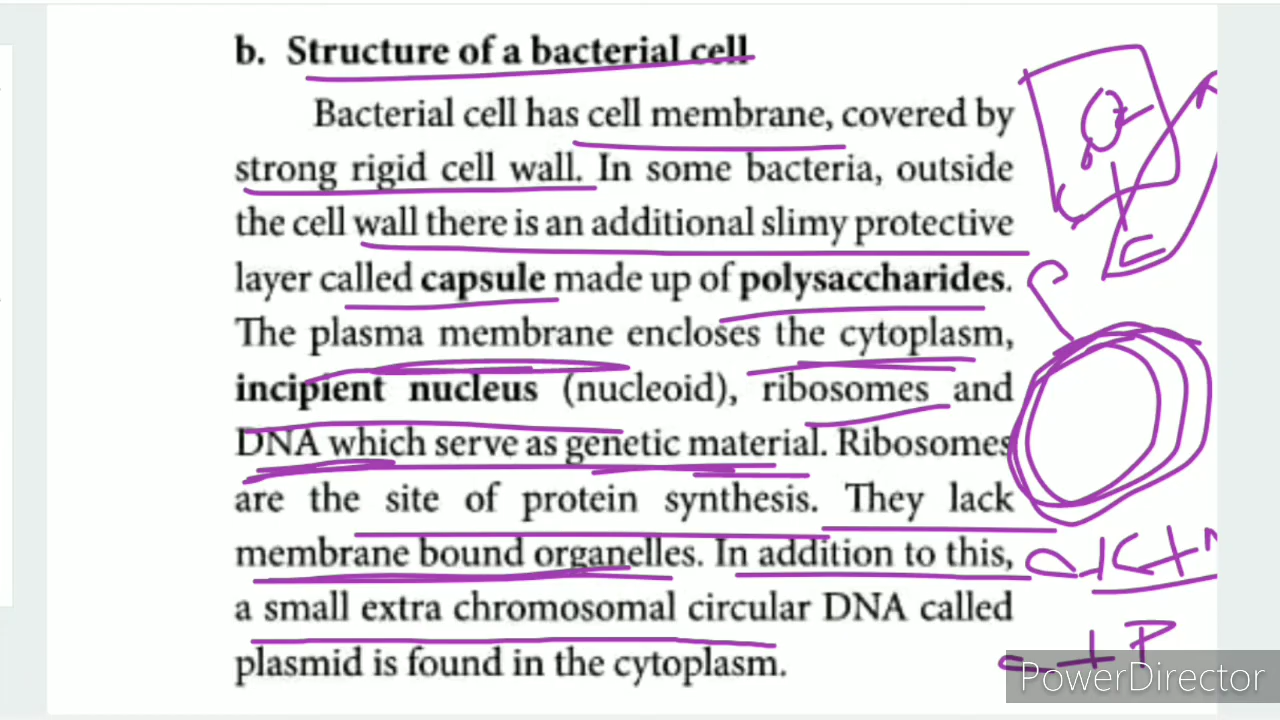 b. Structure of a bacterial cell
Bacterial cell has cell membrane, covered by
strong rigid cell wall. In some bacteria, outside
the cell wall there is an additional slimy protective
layer called capsule made up of polysaccharides.
The plasma membrane encloses the cytoplasm,
incipient nucleus (nucleoid), ribosomes and
DNA which serve as genetic material. Ribosomes
are the site of protein synthesis. They lack
membrane bound organelles. In addition to this,
a small extra chromosomal circular DNA called
plasmid is found in the cytoplasm.
PowerDirector